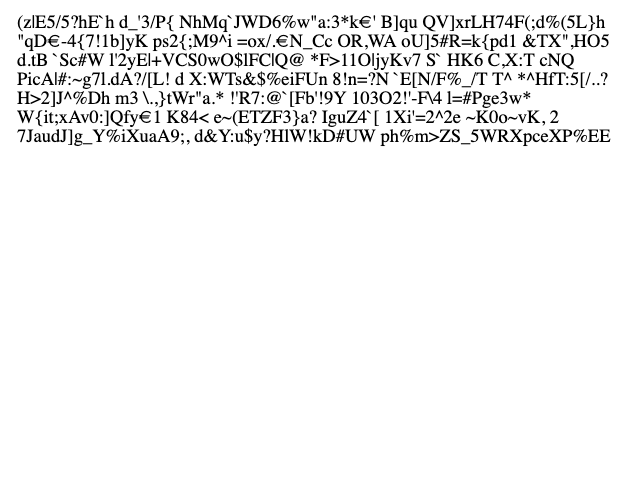 (z|E5/5?hE`h d_'3/P{ NhMq`JWD6%w"a:3*k€' B]qu QV]xrLH74F(;d%(5L}h
"qD€-4{7!1b]yK ps2{;M9^i =ox/.€N_Cc OR,WA oU]5#R=k{pd1 &TX",HO5
d.tB `Sc#W l'2yE|+VCS0wO$lFC|Q@ *F>11O|jyKv7 S` HK6 C,X:T cNQ
PicA|#:~g7l.dA?/[L! d X:WTs&$%eiFUn 8!n=?N `E[N/F%_/T T^ *^HfT:5[/..?
H>2]J^%Dh m3 \.,}tWr"a.* !'R7:@`[Fb'!9Y 103O2!'-F\4 l=#Pge3w*
W{it;xAv0:]Qfy€1 K84< e~(ETZF3}a? IguZ4`[ 1Xi'=2^2e ~K0o~vK, 2
7JaudJ]g_Y%iXuaA9;, d&Y:u$y?HlW!kD#UW ph%m>ZS_5WRXpceXP%EE